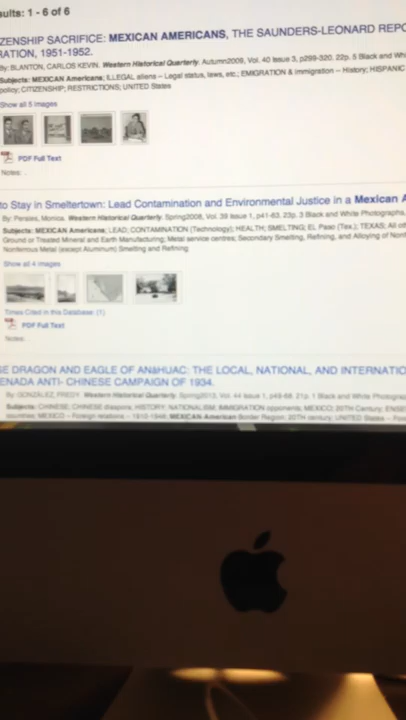 sults: 1 - 6 of 6
ZENSHIP SACRIFICE: MEXICAN AMERICANS, THE SAUNDERS-LEONARD REPO
RATION, 1951-1952.
By: BLANTON, CARLOS KEVIN. Western Historical Quarterly. Autumn2009, Vol. 40 Issue 3, p299-320. 22p. 5 Black and Whi
Subjects: MEXICAN Americans; ILLEGAL aliens -- Legal status, laws, etc.; EMIGRATION & immigration -- History; HISPANIC
policy; CITIZENSHIP; RESTRICTIONS; UNITED States
Show all 5 images
PDF Full Text
Notes:
to Stay in Smeltertown: Lead Contamination and Environmental Justice in a Mexican A
By: Perales, Monica. Western Historical Quarterly. Spring2008, Vol. 39 Issue 1, p41-63. 23p. 3 Black and White Photographs,
Subjects: MEXICAN Americans; LEAD; CONTAMINATION (Technology); HEALTH; SMELTING; EL Paso (Tex.); TEXAS; All
Ground or Treated Mineral and Earth Manufacturing; Metal service centres; Secondary Smelting, Refining, and Alloying of Nonf
Nonferrous Metal (except Aluminum) Smelting and Refining
Show all 4 images
Times Cited in this Database: (1)
PDF Full Text
Notes:
SE DRAGON AND EAGLE OF ANáHUAC: THE LOCAL, NATIONAL, AND INTERNATIO
ENADA ANTI- CHINESE CAMPAIGN OF 1934.
By: GONZÁLEZ, FREDY. Western Historical Quarterly. Spring2013, Vol. 44 Issue 1, p49-68. 21p. 1 Black and White Photograp
Subjects: CHINESE; CHINESE diaspora; HISTORY; NATIONALISM; IMMIGRATION opponents; MEXICO; 20TH Century; ENSE
countries; MEXICO -- Foreign relations -- 1910-1946; MEXICAN-American Border Region; 20TH century; UNITED States -- Fore